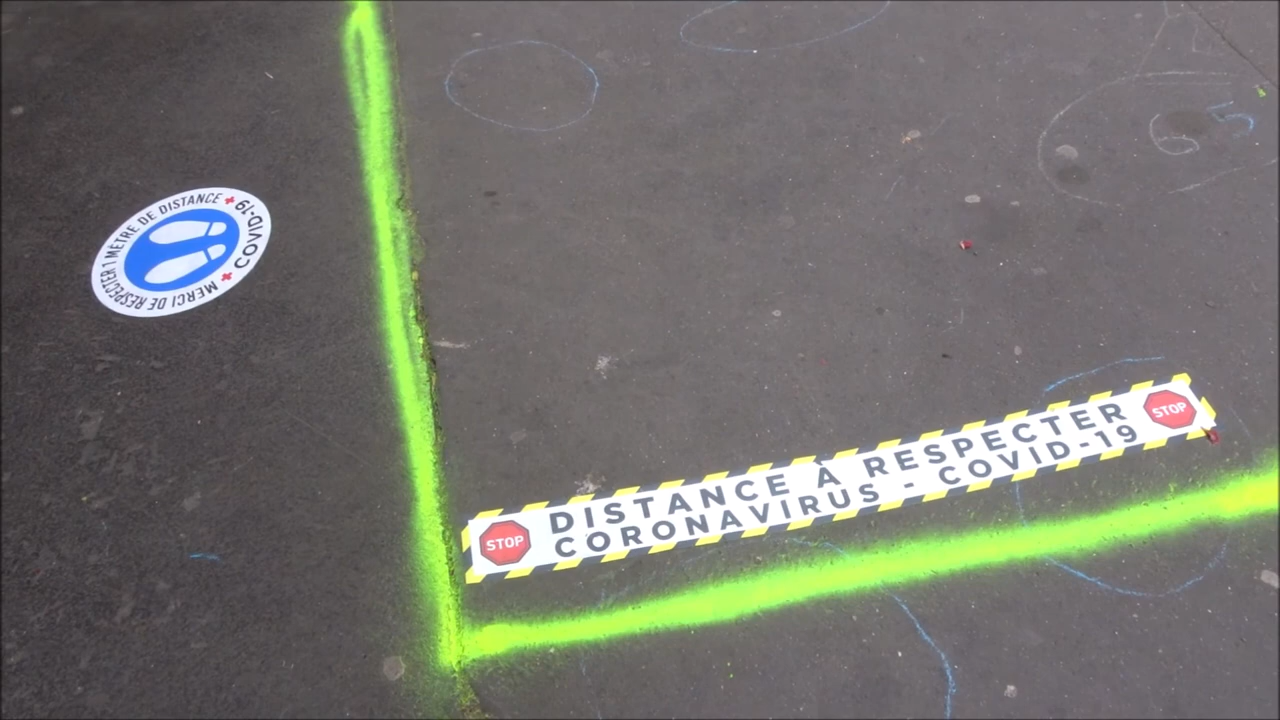 MERCI DE RESPECTER 1 MÈTRE DE DISTANCE
COVID-19
STOP
DISTANCE À RESPECTER
CORONAVIRUS - COVID-19
STOP